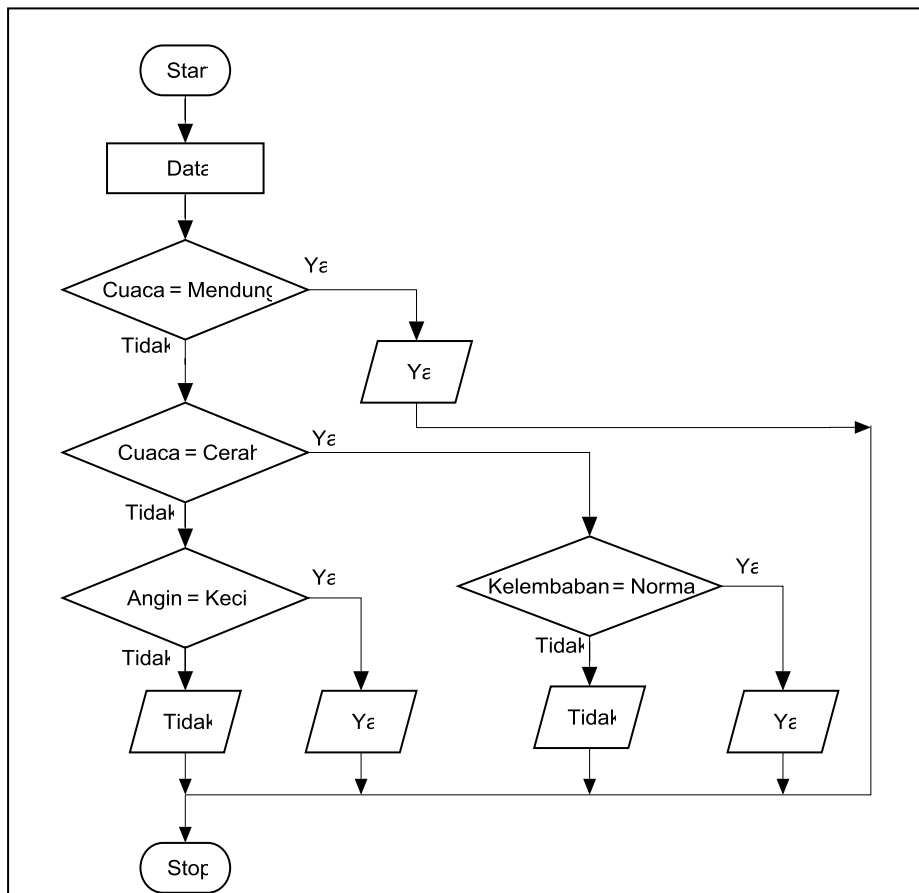 Star
Data
Cuaca = Mendung
Ya
Tidak
Ya
Cuaca = Cerah
Ya
Tidak
Angin = Keci
Ya
Kelembaban = Norma
Ya
Tidak
Tidak
Tidak
Ya
Tidak
Ya
Stop